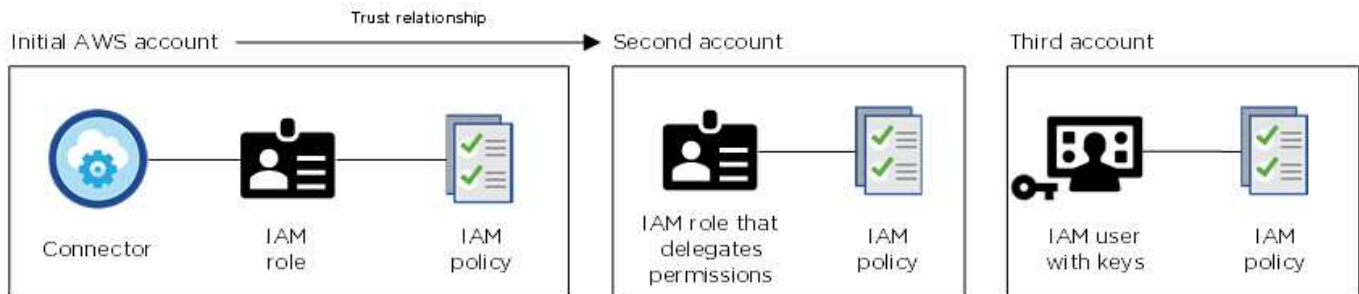 Trust relationship
Initial AWS account
Second account
Third account
Connector
IAM
role
IAM
policy
IAM role that
delegates
permissions
IAM
policy
IAM user
with keys
IAM
policy